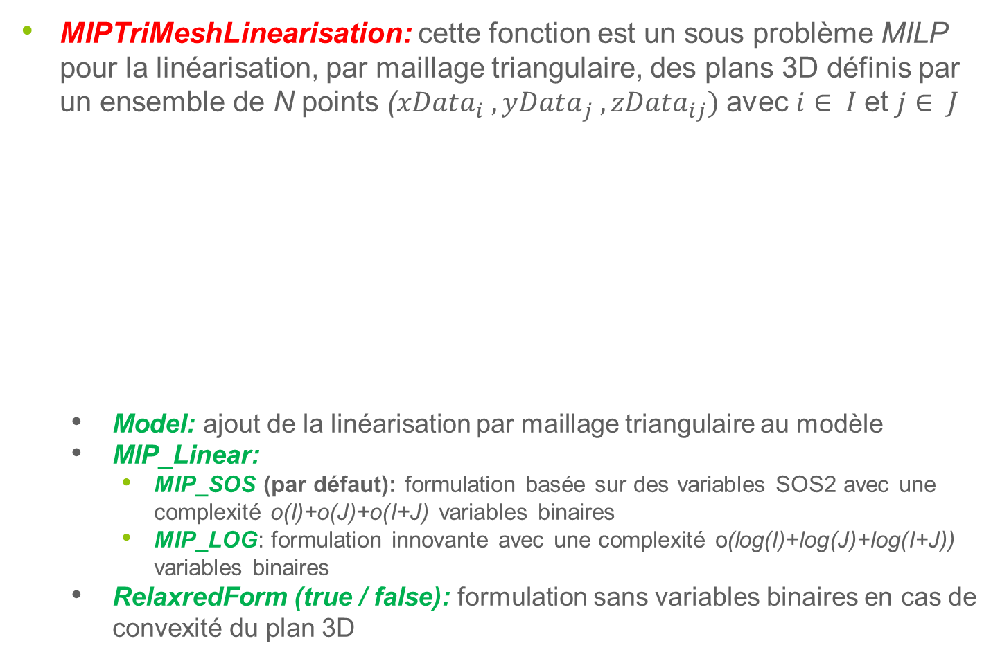 • MIPTriMeshLinearisation: cette fonction est un sous problème MILP
pour la linéarisation, par maillage triangulaire, des plans 3D définis par
un ensemble de N points (xData_i , yData_j , zData_ij) avec i ∈ I et j ∈ J
• Model: ajout de la linéarisation par maillage triangulaire au modèle
• MIP_Linear:
• MIP_SOS (par défaut): formulation basée sur des variables SOS2 avec une
complexité o(I)+o(J)+o(I+J) variables binaires
• MIP_LOG: formulation innovante avec une complexité o(log(I)+log(J)+log(I+J))
variables binaires
• RelaxredForm (true / false): formulation sans variables binaires en cas de
convexité du plan 3D